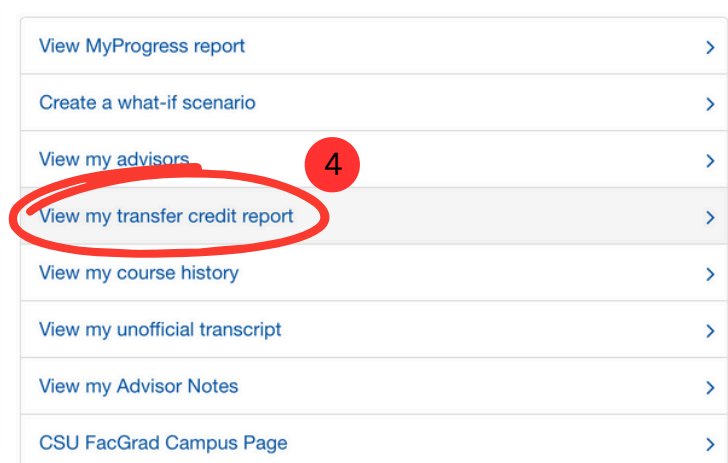 View MyProgress report
Create a what-if scenario
View my advisors
4
View my transfer credit report
View my course history
View my unofficial transcript
View my Advisor Notes
CSU FacGrad Campus Page